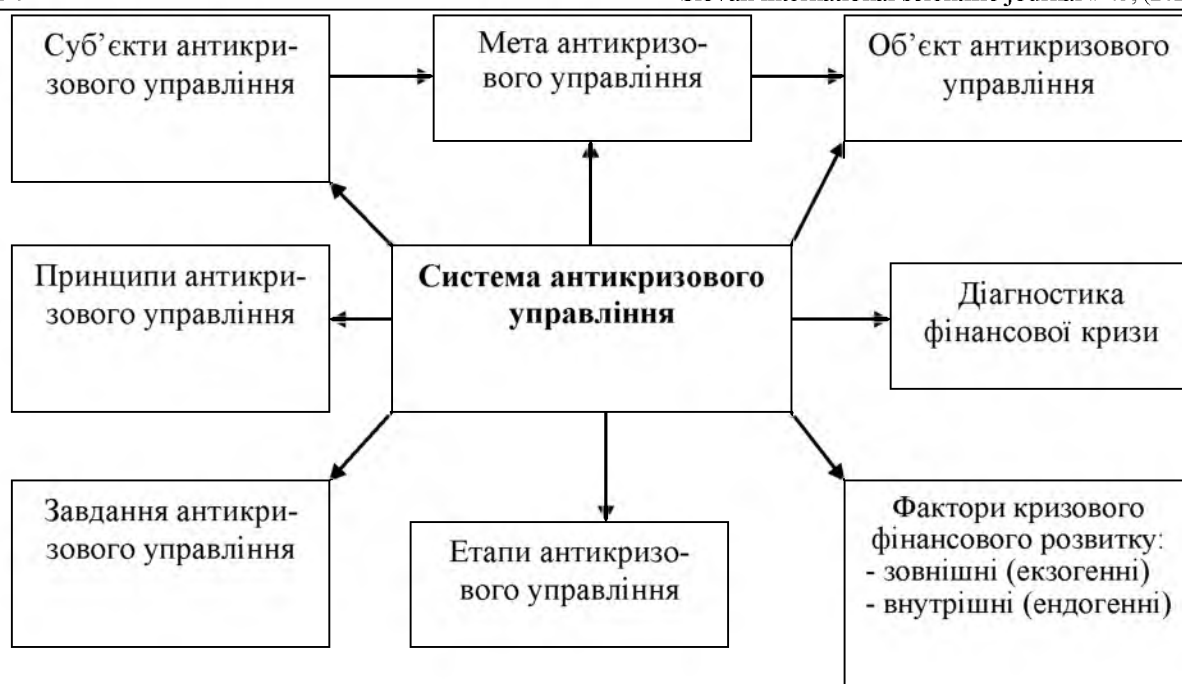 Суб’єкти антикри-
зового управління
Мета антикризо-
вого управління
Об’єкт антикризового
управління
Принципи антикри-
зового управління
Система антикризового
управління
Діагностика
фінансової кризи
Завдання антикри-
зового управління
Етапи антикризо-
вого управління
Фактори кризового
фінансового розвитку:
- зовнішні (екзогенні)
- внутрішні (ендогенні)